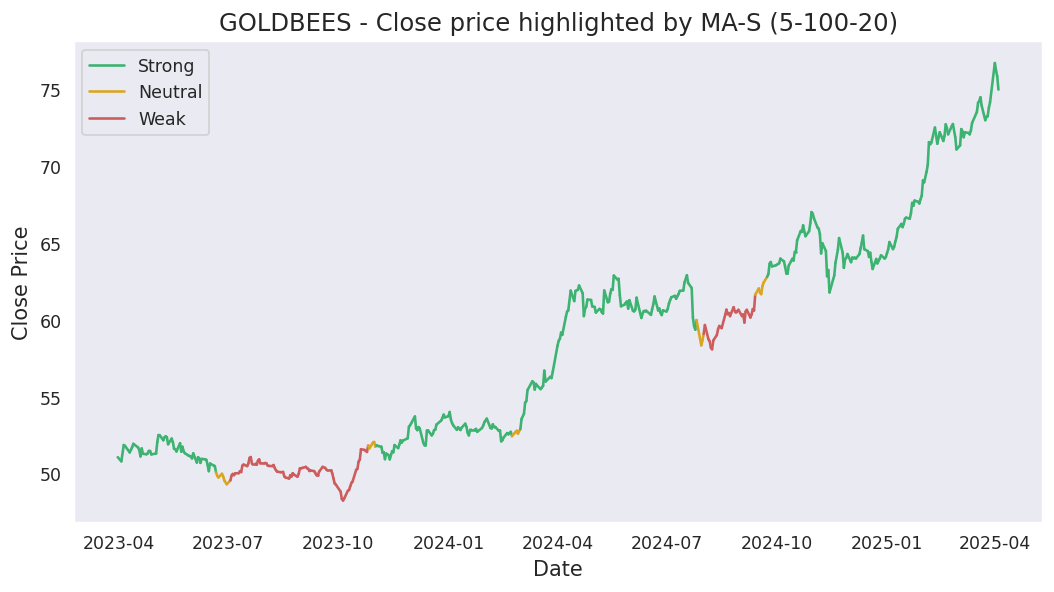 GOLDBEES - Close price highlighted by MA-S (5-100-20)
Strong
Neutral
Weak
Close Price
75
70
65
60
55
50
2023-04
2023-07
2023-10
2024-01
2024-04
2024-07
2024-10
2025-01
2025-04
Date